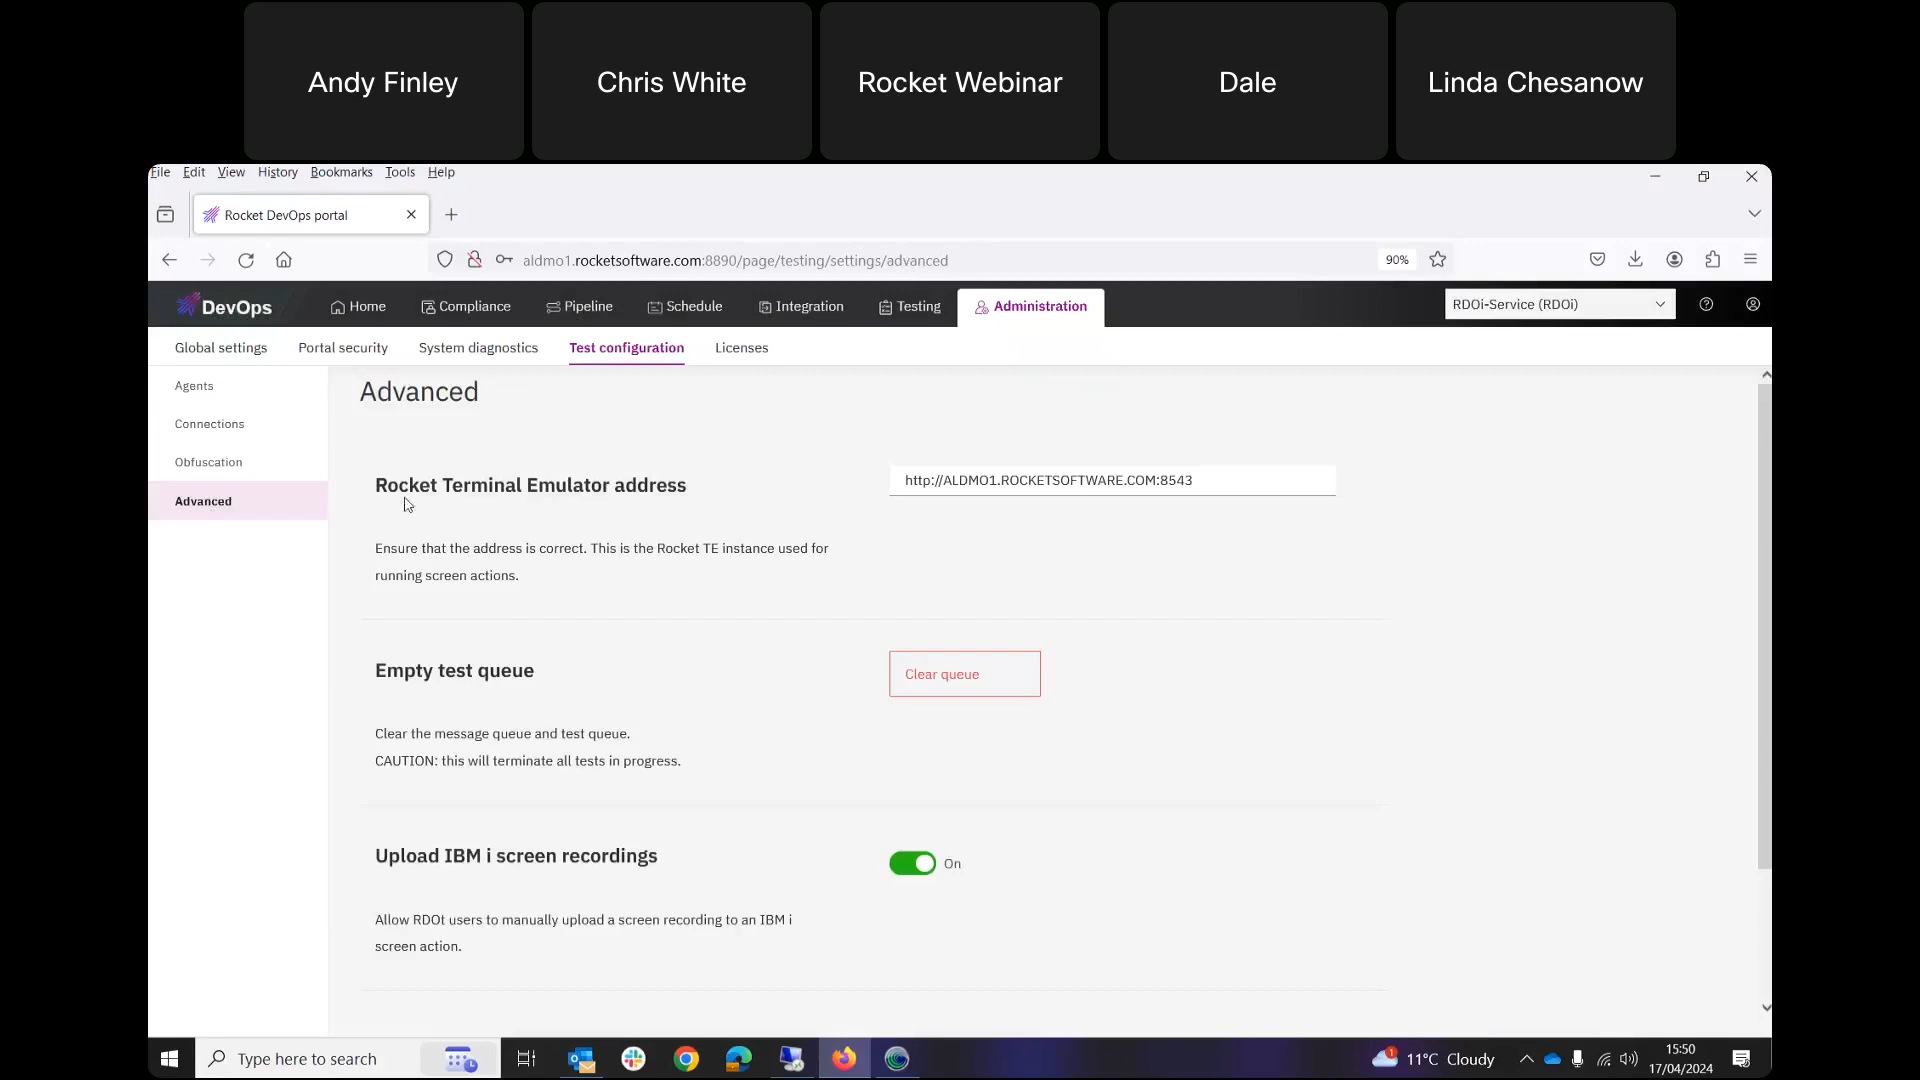 Andy Finley
Chris White
Rocket Webinar
Dale
Linda Chesanow
File Edit View History Bookmarks Tools Help
Rocket DevOps portal
aldmo1.rocketsoftware.com:8890/page/testing/settings/advanced
90%
DevOps
Home
Compliance
Pipeline
Schedule
Integration
Testing
Administration
RDOi-Service (RDOi)
Global settings
Portal security
System diagnostics
Test configuration
Licenses
Agents
Connections
Obfuscation
Advanced
Advanced
Rocket Terminal Emulator address
http://ALDMO1.ROCKETSOFTWARE.COM:8543
Ensure that the address is correct. This is the Rocket TE instance used for
running screen actions.
Empty test queue
Clear queue
Clear the message queue and test queue.
CAUTION: this will terminate all tests in progress.
Upload IBM i screen recordings
On
Allow RDOt users to manually upload a screen recording to an IBM i
screen action.
Type here to search
1
11°C Cloudy
15:50
17/04/2024